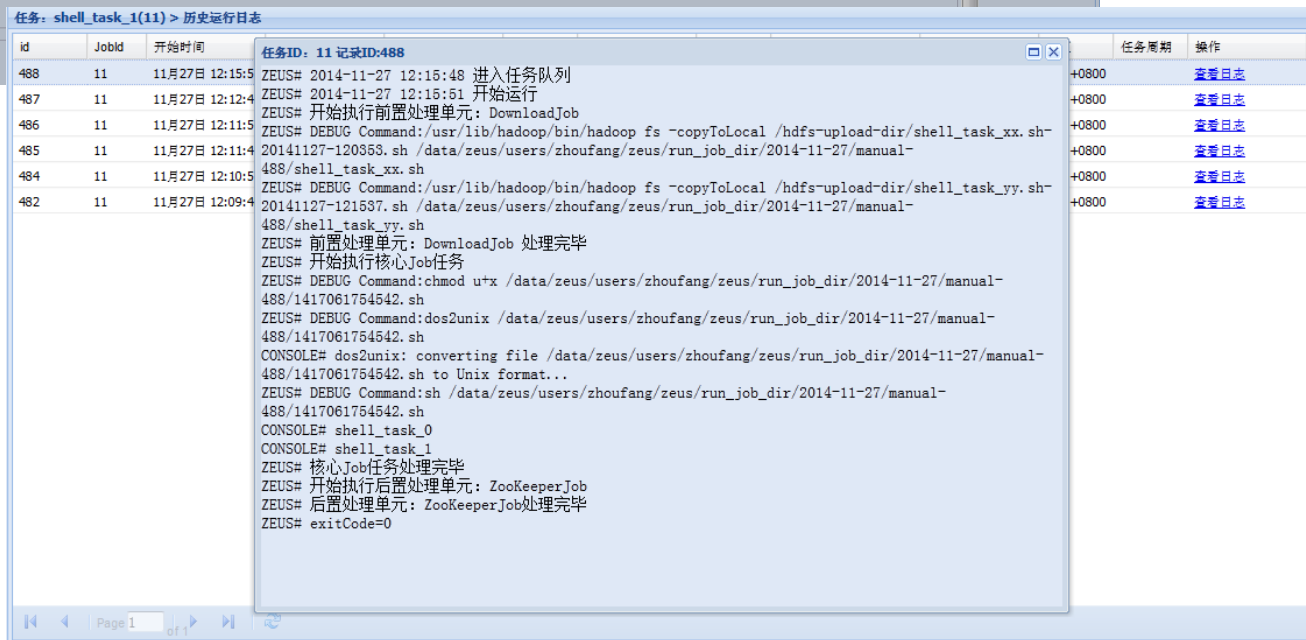 任务: shell_task_1(11) > 历史运行日志
id JobId 开始时间 任务周期 操作
488 11 11月27日 12:15:5 +0800 查看日志
487 11 11月27日 12:12:4 +0800 查看日志
486 11 11月27日 12:11:5 +0800 查看日志
485 11 11月27日 12:11:4 +0800 查看日志
484 11 11月27日 12:10:5 +0800 查看日志
482 11 11月27日 12:09:4 +0800 查看日志
任务ID: 11 记录ID:488
ZEUS# 2014-11-27 12:15:48 进入任务队列
ZEUS# 2014-11-27 12:15:51 开始运行
ZEUS# 开始执行前置处理单元: DownloadJob
ZEUS# DEBUG Command:/usr/lib/hadoop/bin/hadoop fs -copyToLocal /hdfs-upload-dir/shell_task_xx.sh-
20141127-120353.sh /data/zeus/users/zhoufang/zeus/run_job_dir/2014-11-27/manual-
488/shell_task_xx.sh
ZEUS# DEBUG Command:/usr/lib/hadoop/bin/hadoop fs -copyToLocal /hdfs-upload-dir/shell_task_yy.sh-
20141127-121537.sh /data/zeus/users/zhoufang/zeus/run_job_dir/2014-11-27/manual-
488/shell_task_yy.sh
ZEUS# 前置处理单元: DownloadJob 处理完毕
ZEUS# 开始执行核心Job任务
ZEUS# DEBUG Command:chmod u+x /data/zeus/users/zhoufang/zeus/run_job_dir/2014-11-27/manual-
488/1417061754542.sh
ZEUS# DEBUG Command:dos2unix /data/zeus/users/zhoufang/zeus/run_job_dir/2014-11-27/manual-
488/1417061754542.sh
CONSOLE# dos2unix: converting file /data/zeus/users/zhoufang/zeus/run_job_dir/2014-11-27/manual-
488/1417061754542.sh to Unix format...
ZEUS# DEBUG Command:sh /data/zeus/users/zhoufang/zeus/run_job_dir/2014-11-27/manual-
488/1417061754542.sh
CONSOLE# shell_task_0
CONSOLE# shell_task_1
ZEUS# 核心Job任务处理完毕
ZEUS# 开始执行后置处理单元: ZooKeeperJob
ZEUS# 后置处理单元: ZooKeeperJob处理完毕
ZEUS# exitCode=0
Page 1 of 1